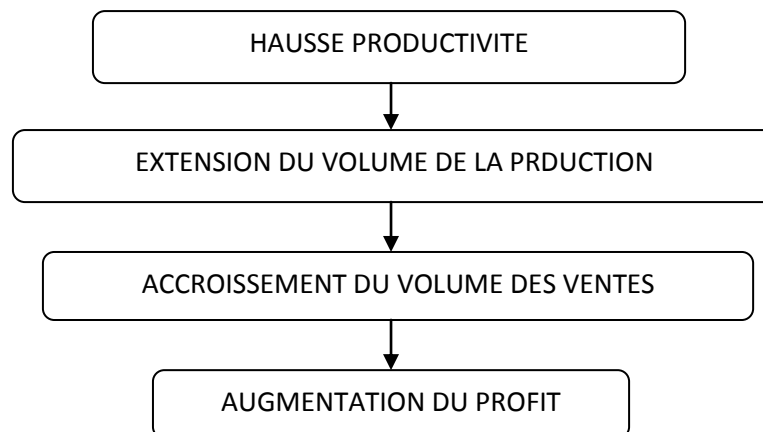 HAUSSE PRODUCTIVITE
EXTENSION DU VOLUME DE LA PRDUCTION
ACCROISSEMENT DU VOLUME DES VENTES
AUGMENTATION DU PROFIT